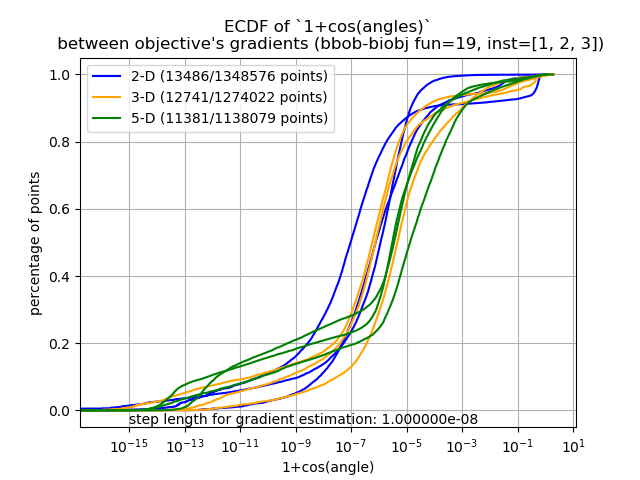 ECDF of `1+cos(angles)`
between objective's gradients (bbob-biobj fun=19, inst=[1, 2, 3])
2-D (13486/1348576 points)
3-D (12741/1274022 points)
5-D (11381/1138079 points)
percentage of points
1.0
0.8
0.6
0.4
0.2
0.0
step length for gradient estimation: 1.000000e-08
10⁻¹⁵ 10⁻¹³ 10⁻¹¹ 10⁻⁹ 10⁻⁷ 10⁻⁵ 10⁻³ 10⁻¹ 10¹
1+cos(angle)